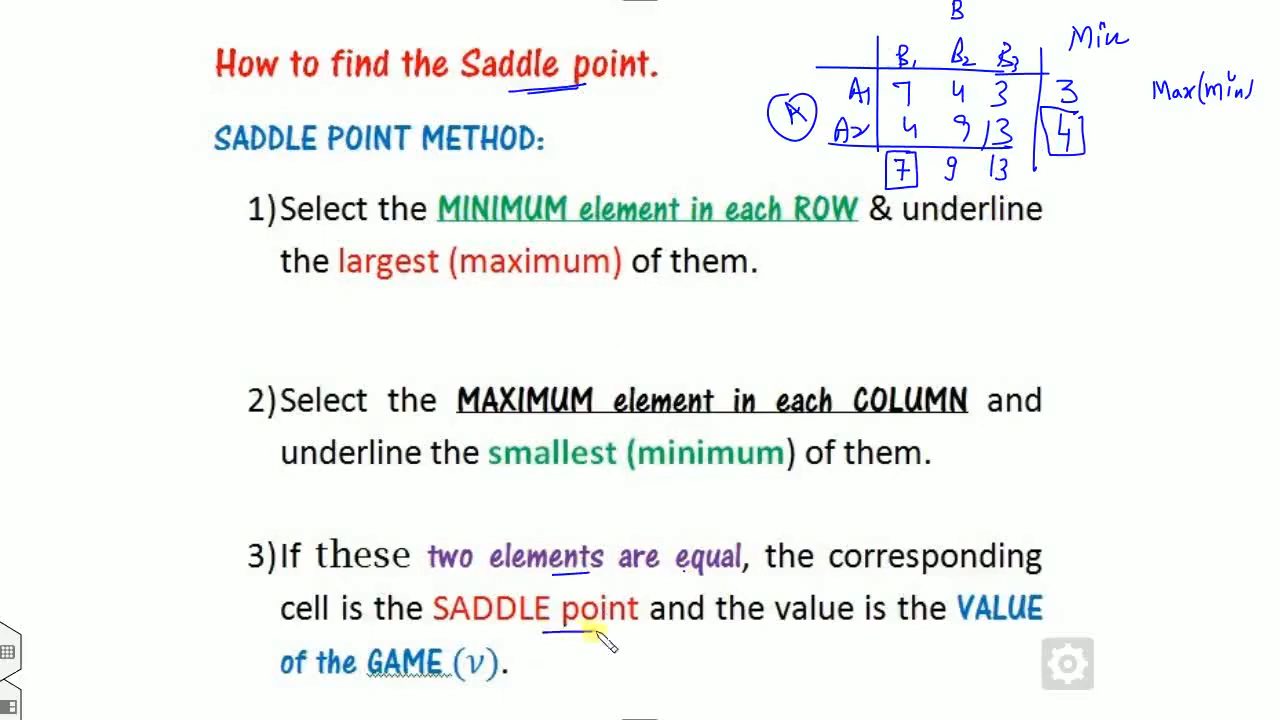 How to find the Saddle point.
SADDLE POINT METHOD:
1) Select the MINIMUM element in each ROW & underline
the largest (maximum) of them.
2) Select the MAXIMUM element in each COLUMN and
underline the smallest (minimum) of them.
3) If these two elements are equal, the corresponding
cell is the SADDLE point and the value is the VALUE
of the GAME (v).
B
B1 B2 B3 Min
A A1 7 4 3 3 Max(min)
A2 4 9 13 4
7 9 13